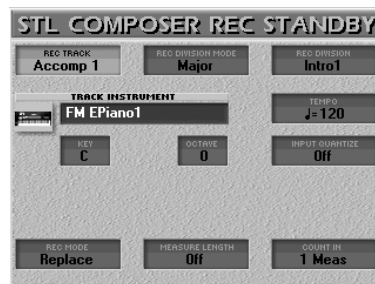 STL COMPOSER REC STANDBY
REC TRACK
Accomp 1
REC DIVISION MODE
Major
REC DIVISION
Intro1
TRACK INSTRUMENT
FM EPiano1
TEMPO
♩=120
KEY
C
OCTAVE
0
INPUT QUANTIZE
Off
REC MODE
Replace
MEASURE LENGTH
Off
COUNT IN
1 Meas